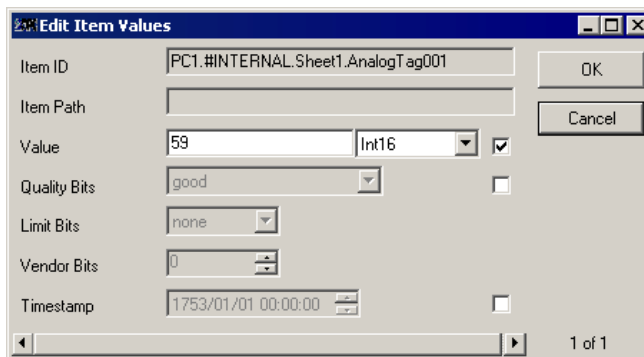 Edit Item Values
Item ID PC1.#INTERNAL.Sheet1.AnalogTag001 OK
Item Path Cancel
Value 59 Int16
Quality Bits good
Limit Bits none
Vendor Bits 0
Timestamp 1753/01/01 00:00:00
1 of 1